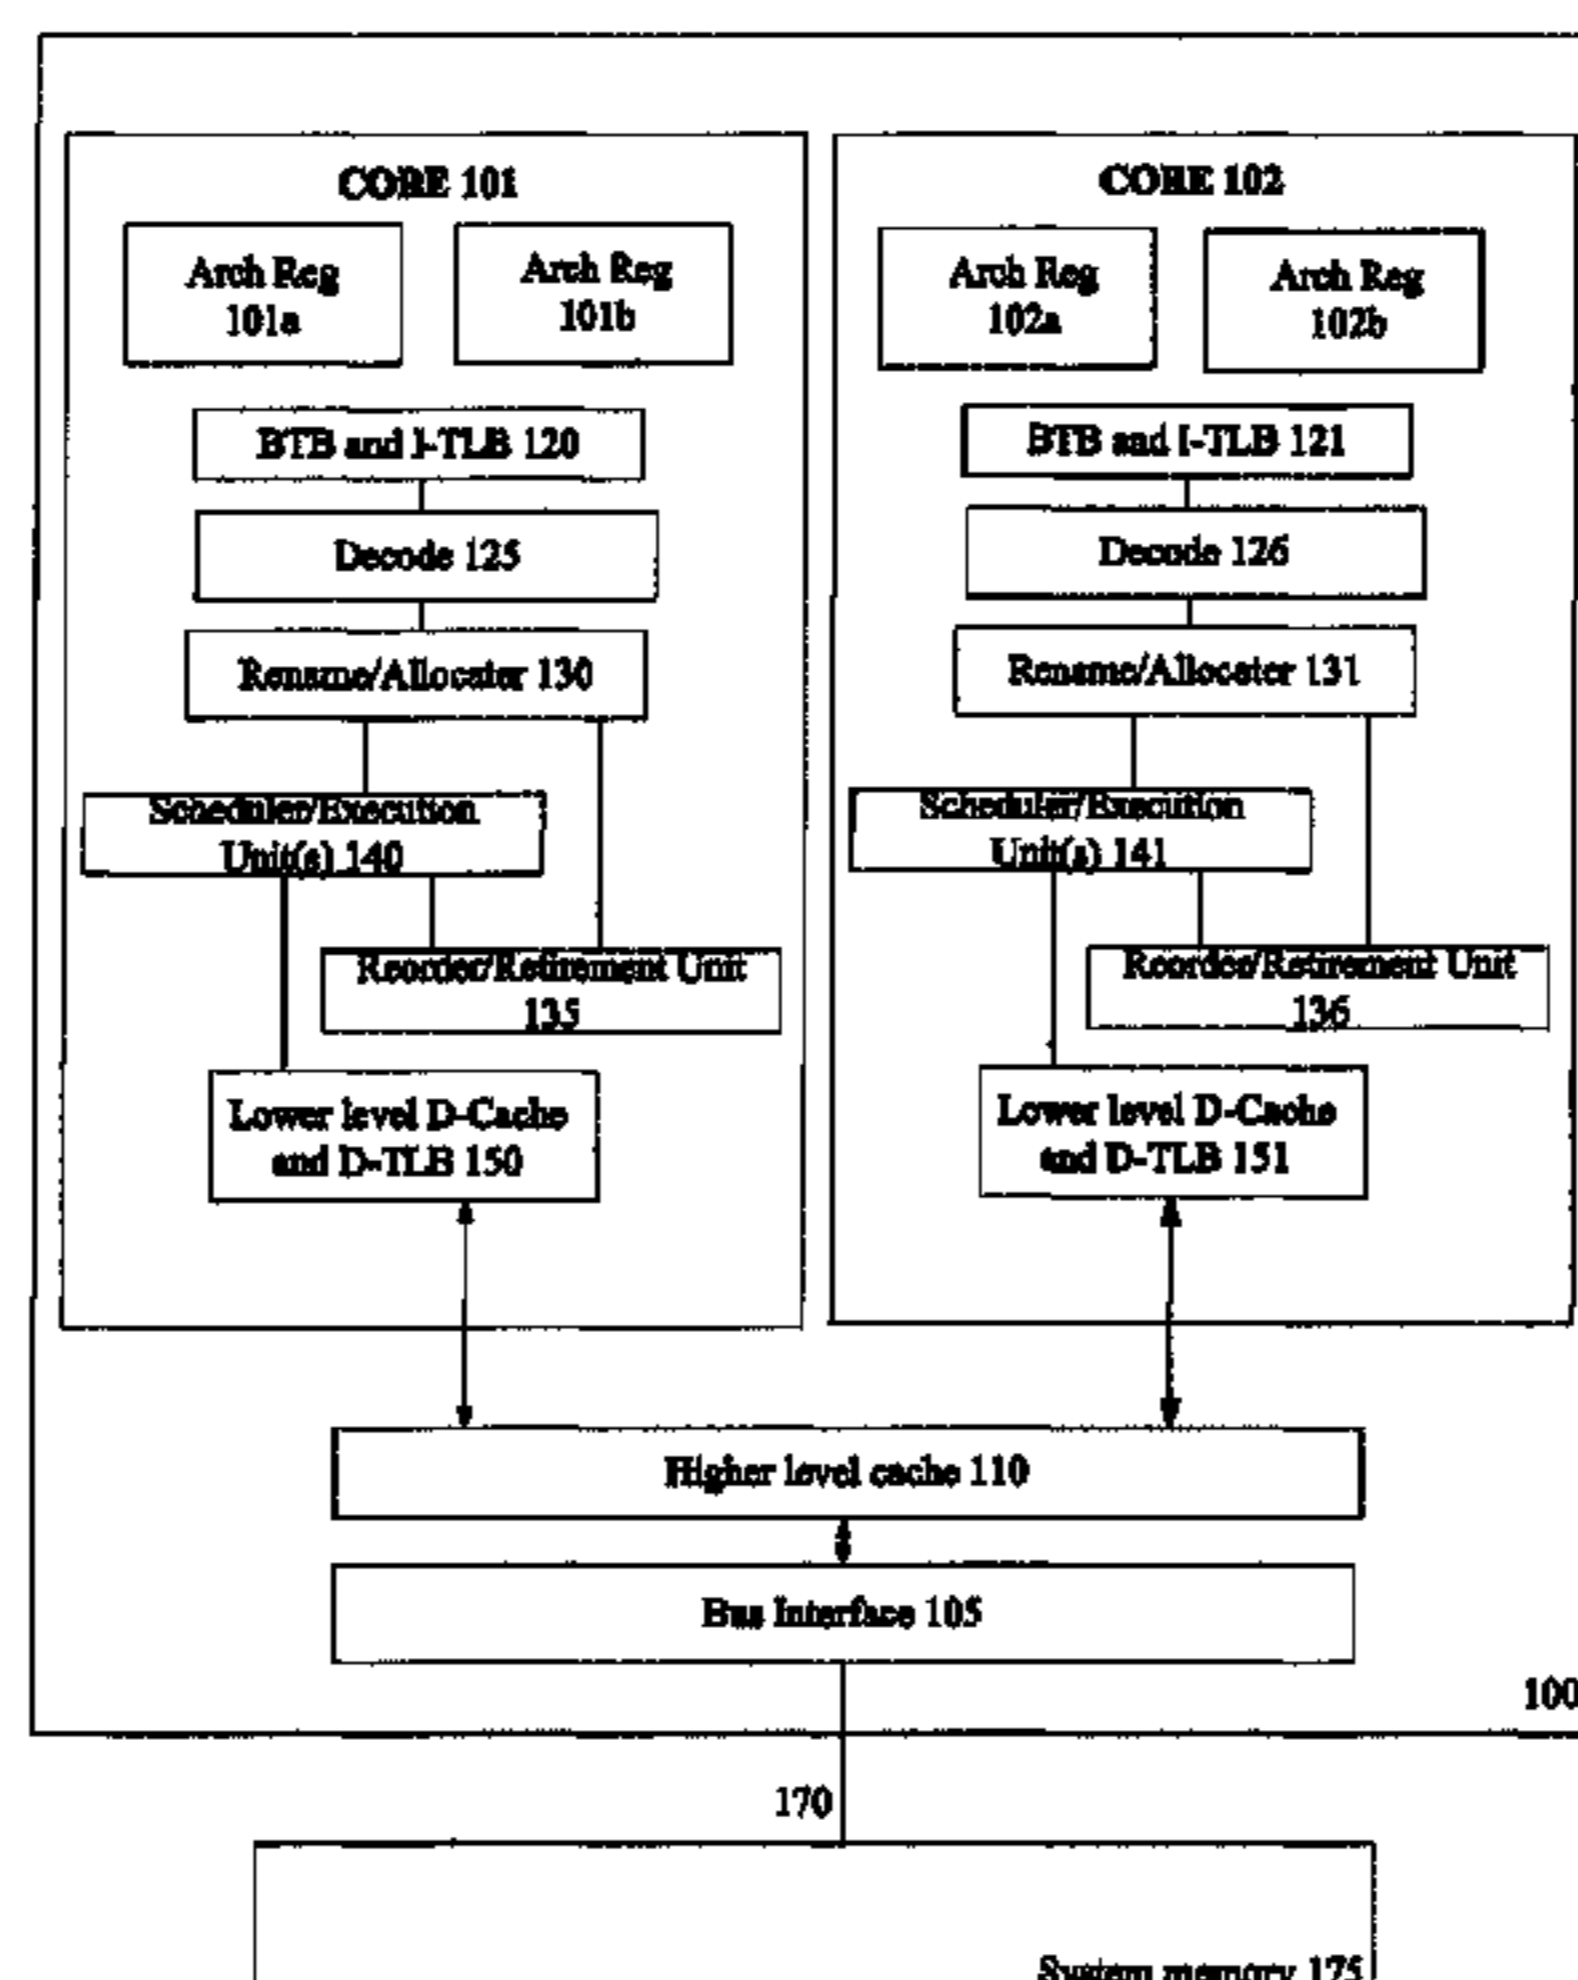 CORE 101
Arch Reg
101a
Arch Reg
101b
BTB and I-TLB 120
Decode 125
Rename/Allocater 130
Scheduler/Execution
Unit(s) 140
Reorder/Retirement Unit
135
Lower level D-Cache
and D-TLB 150
CORE 102
Arch Reg
102a
Arch Reg
102b
BTB and I-TLB 121
Decode 126
Rename/Allocater 131
Scheduler/Execution
Unit(s) 141
Reorder/Retirement Unit
136
Lower level D-Cache
and D-TLB 151
Higher level cache 110
Bus Interface 105
100
170
System memory 175